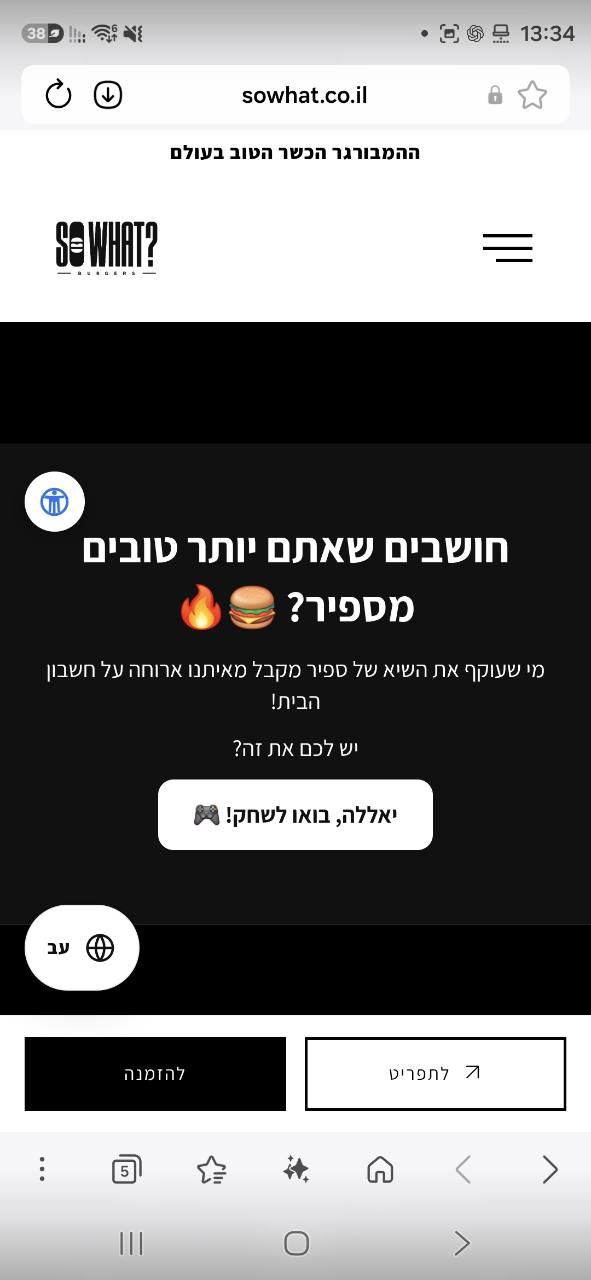 38
6
13:34
sowhat.co.il
ההמבורגר הכשר הטוב בעולם
SO WHAT?
BURGERS
חושבים שאתם יותר טובים
מספיר? 🍔🔥
מי שעוקף את השיא של ספיר מקבל מאיתנו ארוחה על חשבון
הבית!
יש לכם את זה?
יאללה, בואו לשחק! 🎮
עב
לתפריט
להזמנה
5